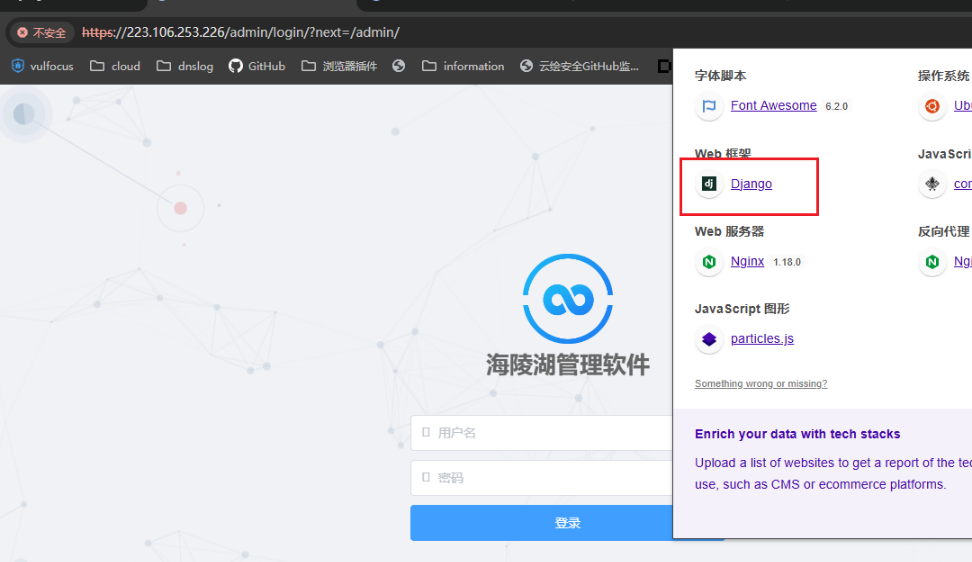 不安全 https://223.106.253.226/admin/login/?next=/admin/
vulfocus cloud dnslog GitHub 浏览器插件 information 云绘安全GitHub监...
字体脚本 操作系统
Font Awesome 6.2.0
Web 框架
Django
Web 服务器 反向代理
Nginx 1.18.0
JavaScript 图形
particles.js
Something wrong or missing?
Enrich your data with tech stacks
Upload a list of websites to get a report of the
use, such as CMS or ecommerce platforms.
海陵湖管理软件
用户名
密码
登录